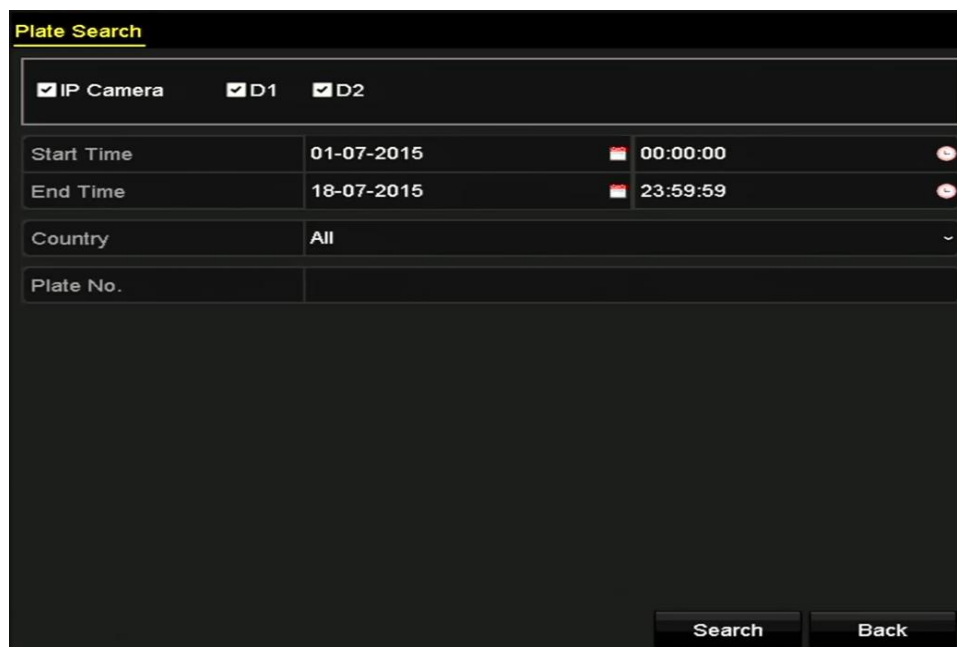 Plate Search
IP Camera D1 D2
Start Time 01-07-2015 00:00:00
End Time 18-07-2015 23:59:59
Country All
Plate No.
Search Back